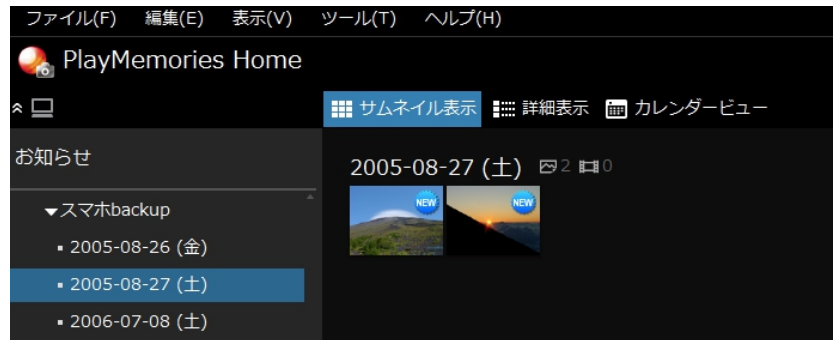 ファイル(F) 編集(E) 表示(V) ツール(T) ヘルプ(H)
PlayMemories Home
サムネイル表示 詳細表示 カレンダービュー
お知らせ
2005-08-27 (土) 2 0
NEW NEW
スマホbackup
2005-08-26 (金)
2005-08-27 (土)
2006-07-08 (土)